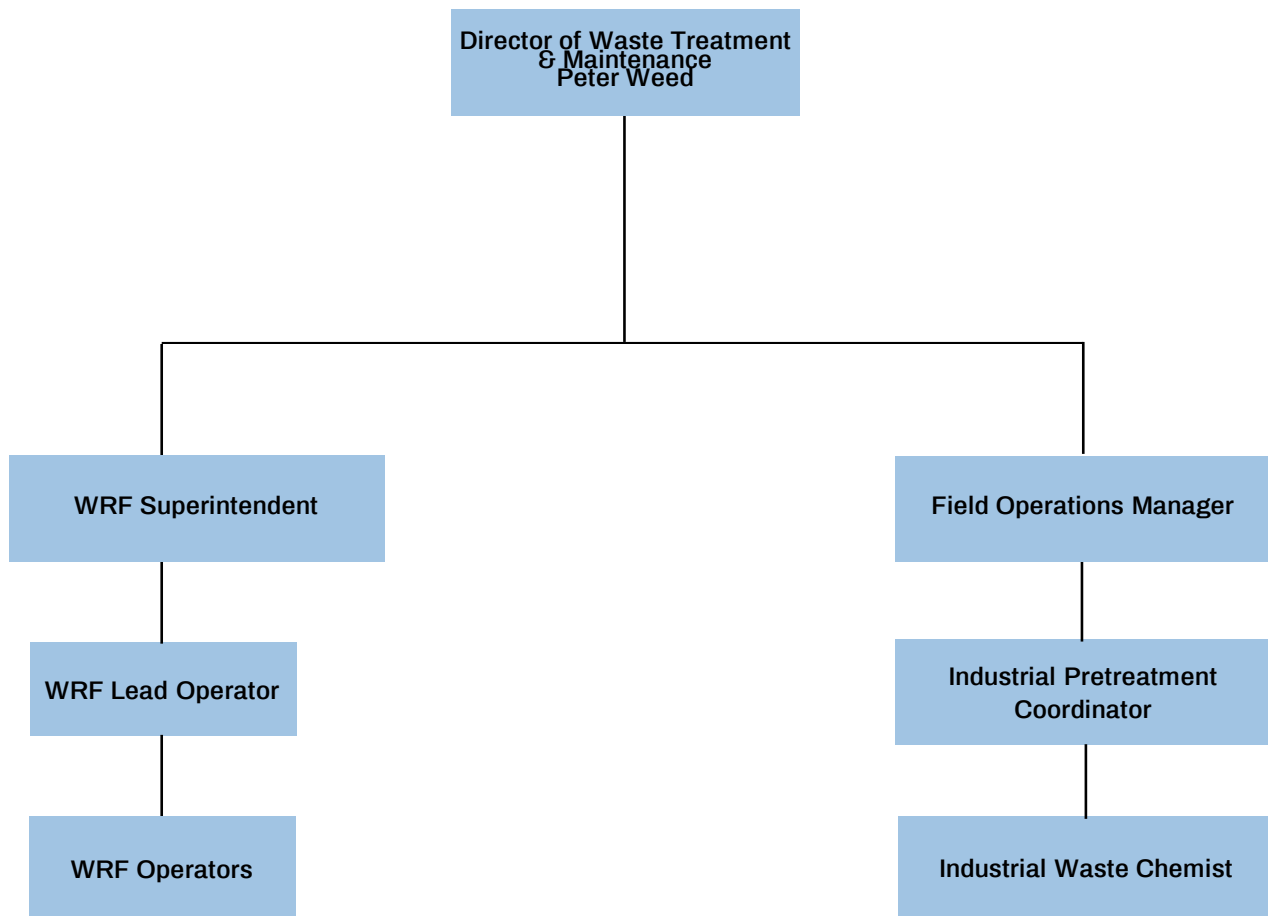 Director of Waste Treatment
& Maintenance
Peter Weed
WRF Superintendent
Field Operations Manager
WRF Lead Operator
Industrial Pretreatment
Coordinator
WRF Operators
Industrial Waste Chemist